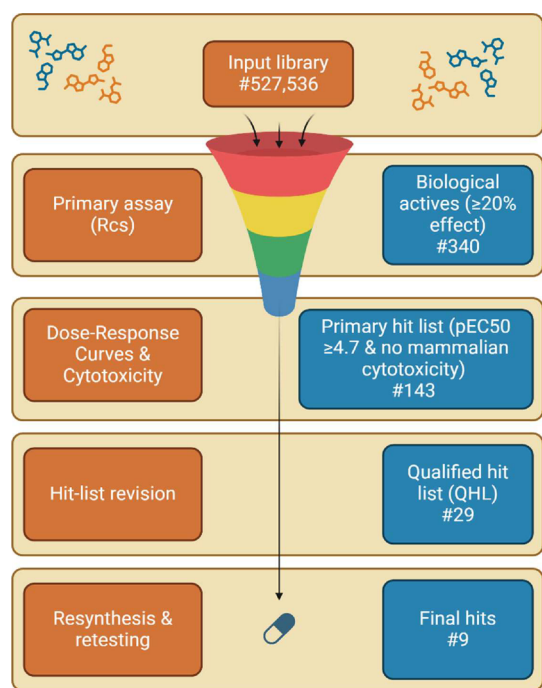 Input library
#527,536
Primary assay
(Rcs)
Biological
actives (≥20%
effect)
#340
Dose-Response
Curves &
Cytotoxicity
Primary hit list (pEC50
≥4.7 & no mammalian
cytotoxicity)
#143
Hit-list revision
Qualified hit
list (QHL)
#29
Resynthesis &
retesting
Final hits
#9